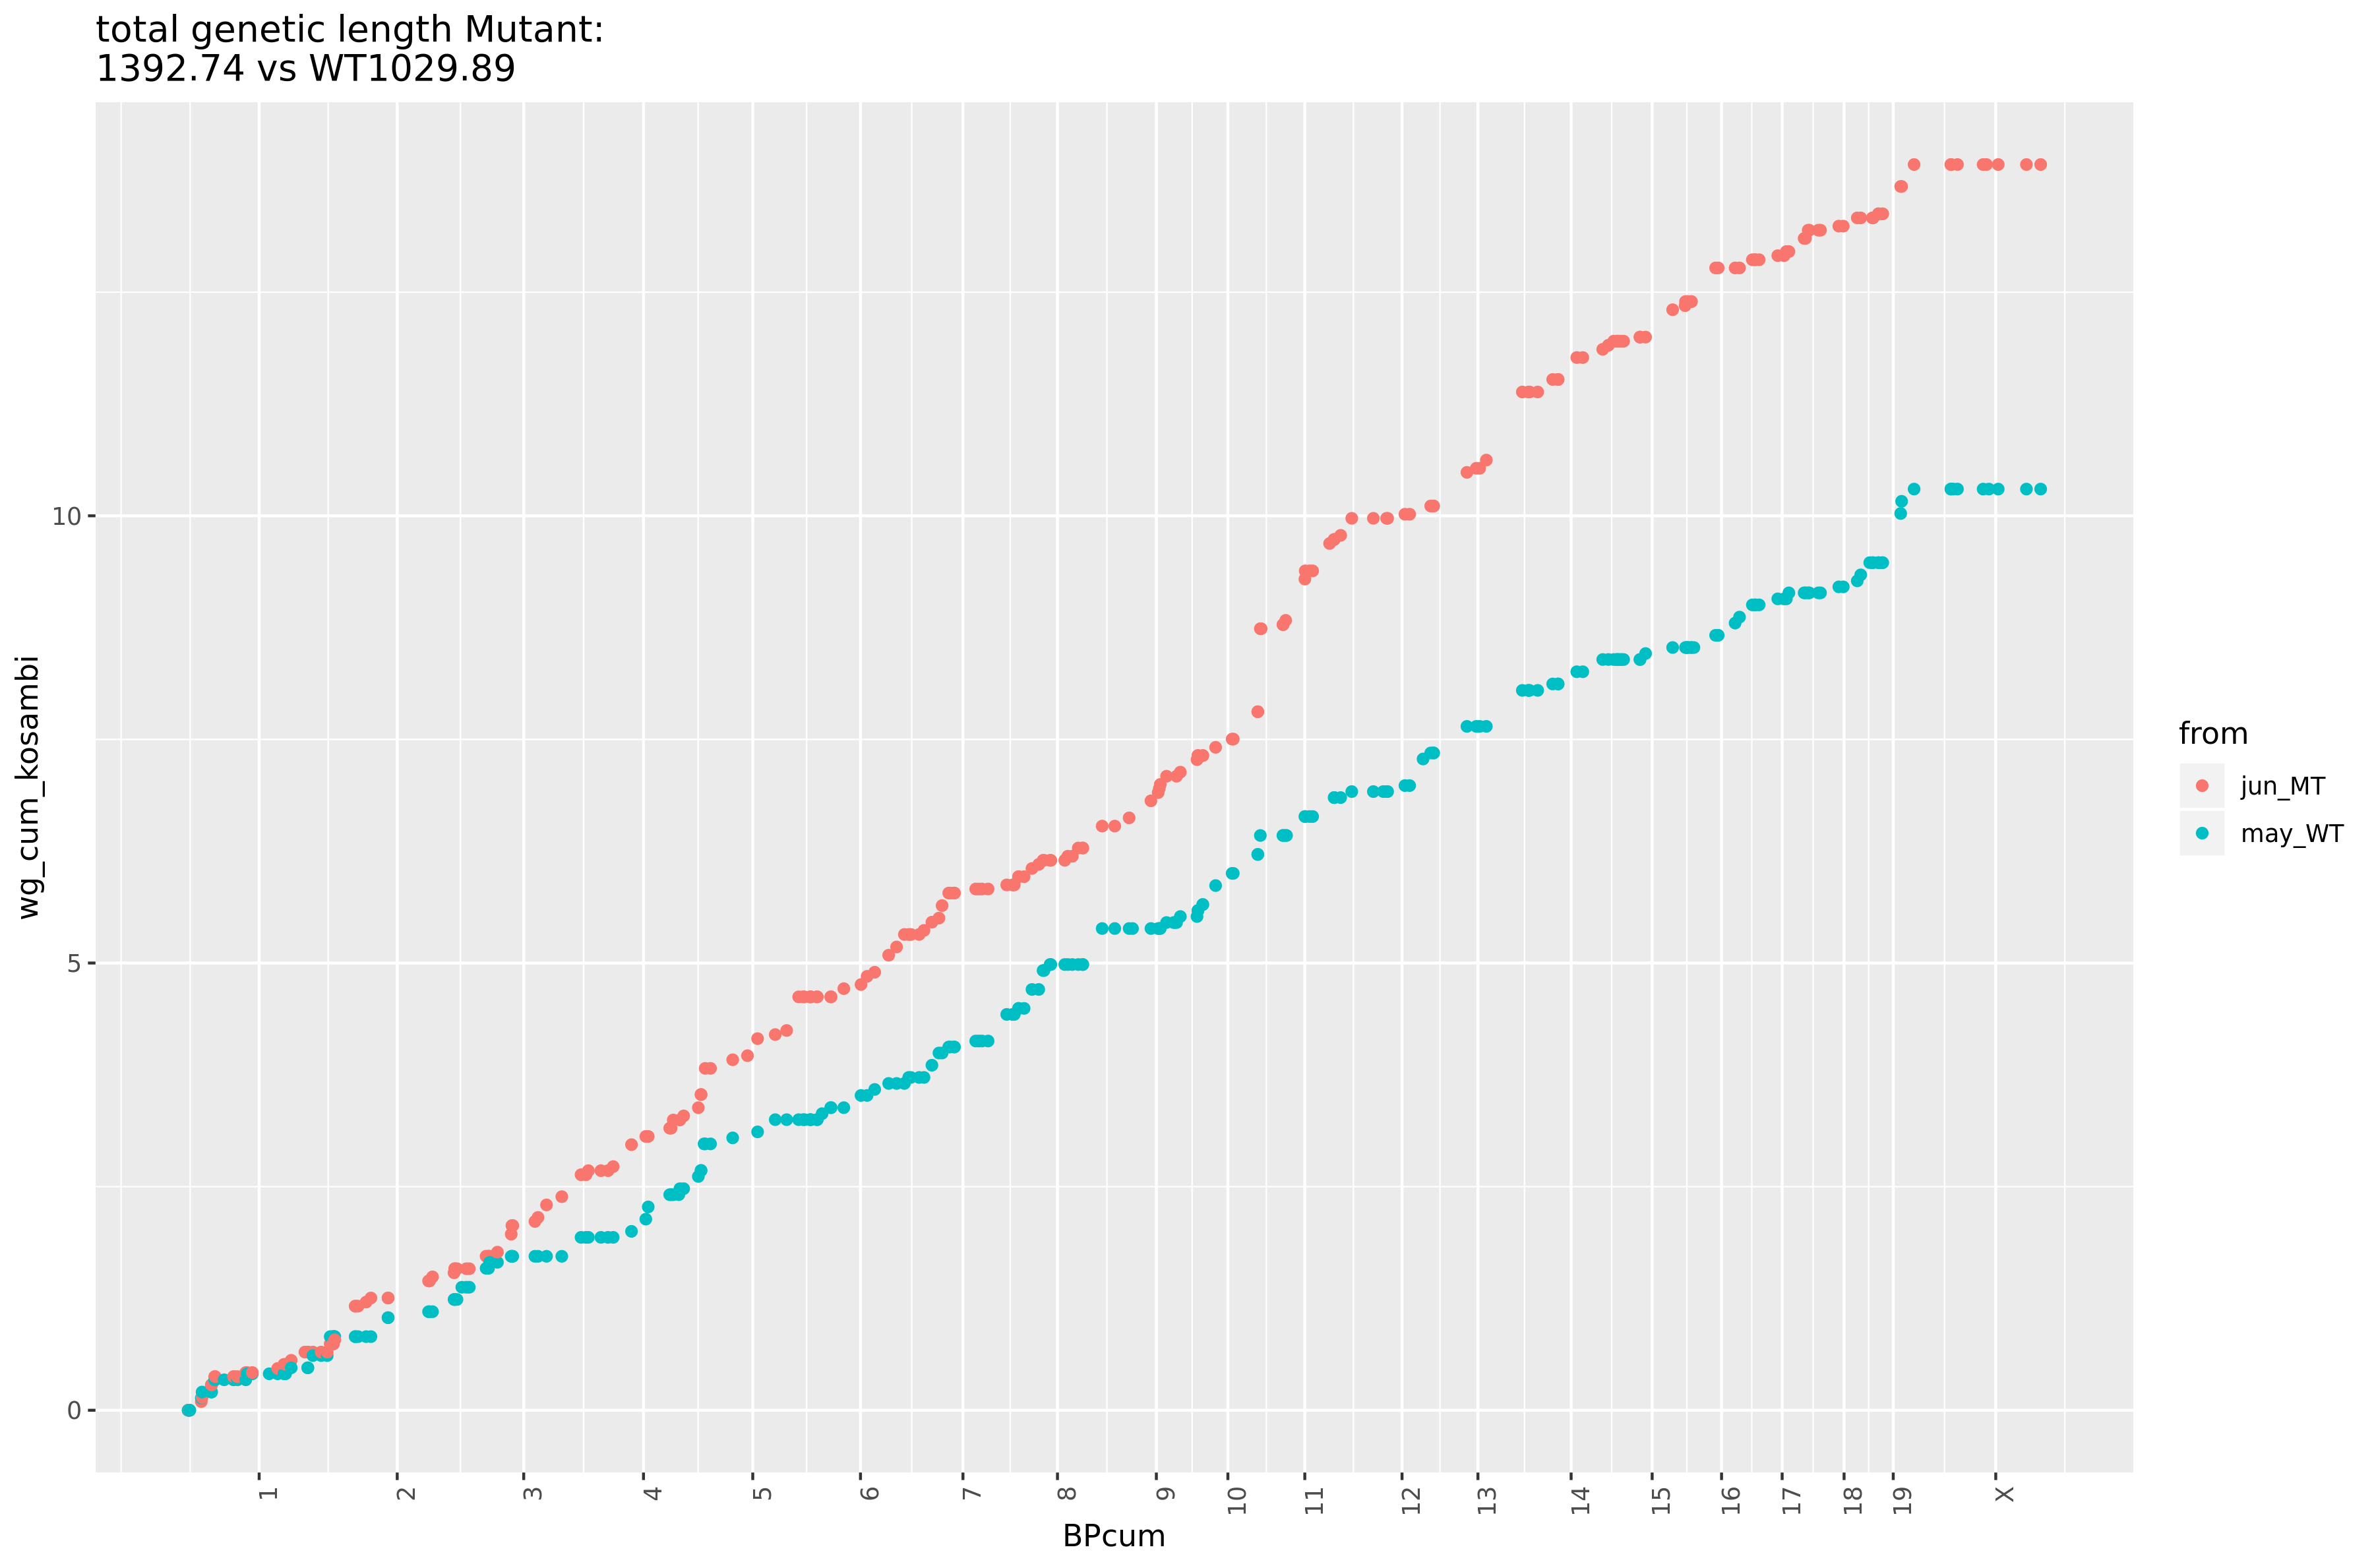 total genetic length Mutant:
1392.74 vs WT1029.89
wg_cum_kosambi
10
5
0
1 2 3 4 5 6 7 8 9 10 11 12 13 14 15 16 17 18 19 X
BPcum
from
jun_MT
may_WT